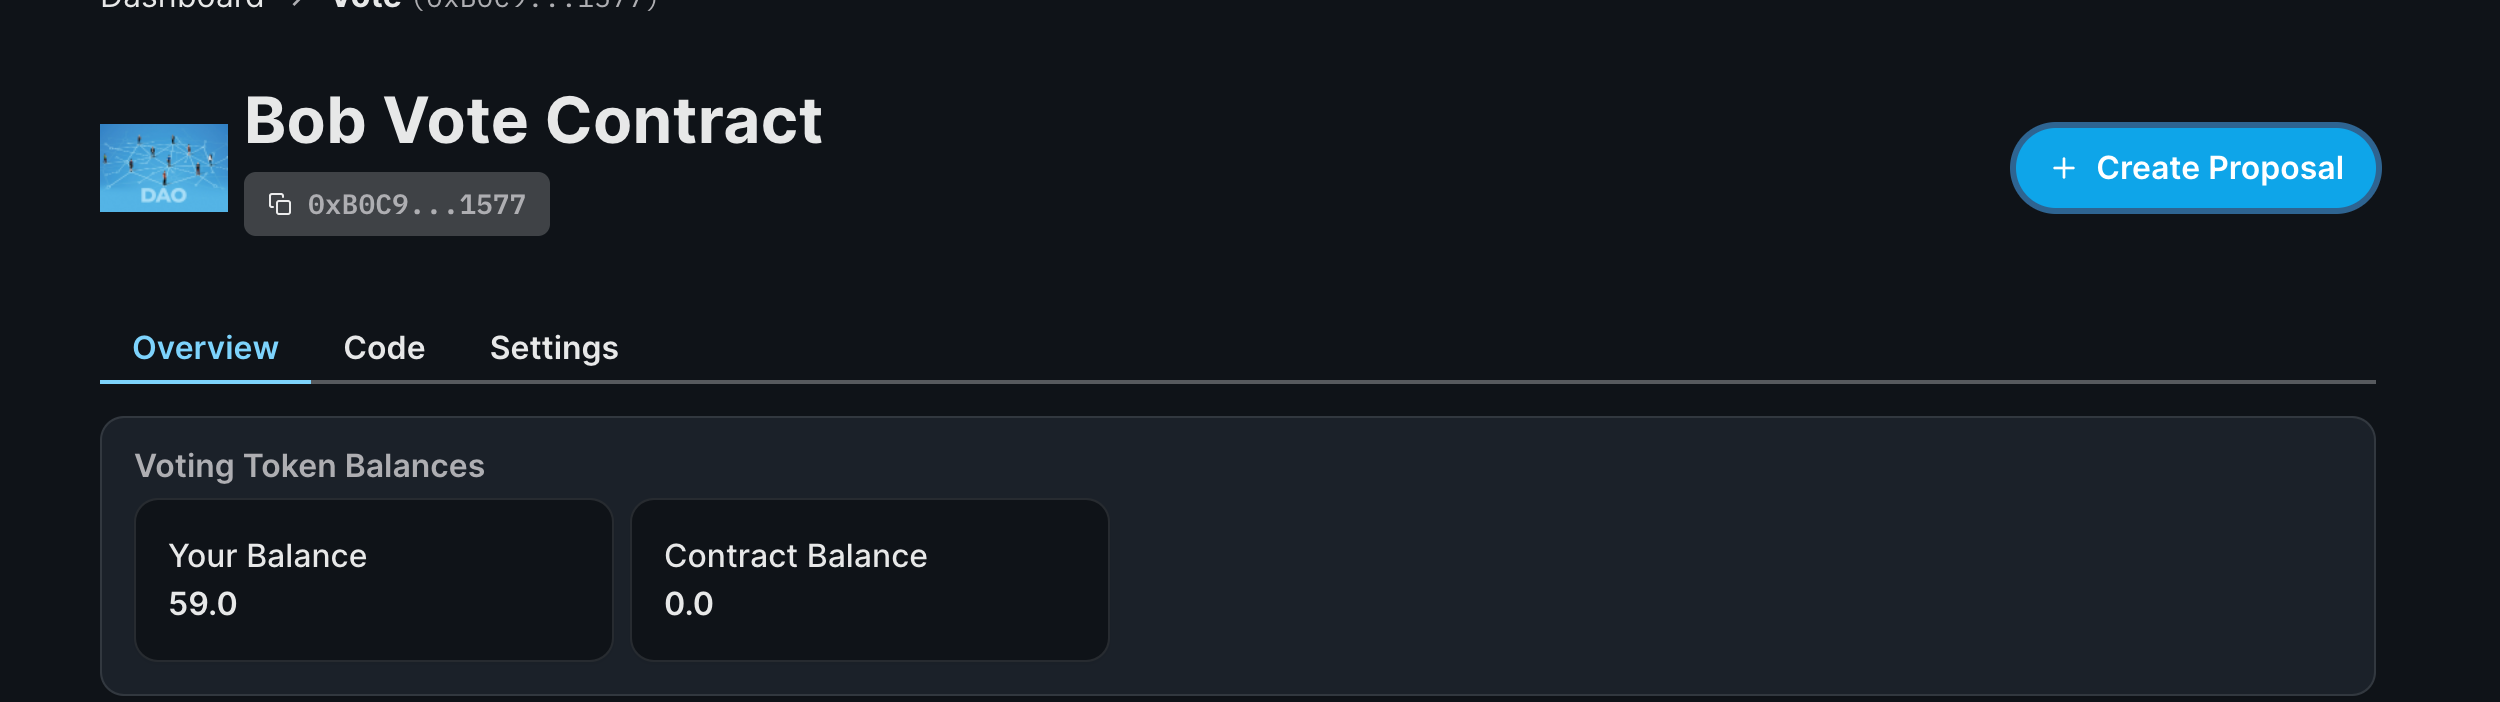 Dashboard > Vote (0xB0C9...1577)
Bob Vote Contract
DAO
0xB0C9...1577
+ Create Proposal
Overview Code Settings
Voting Token Balances
Your Balance Contract Balance
59.0 0.0